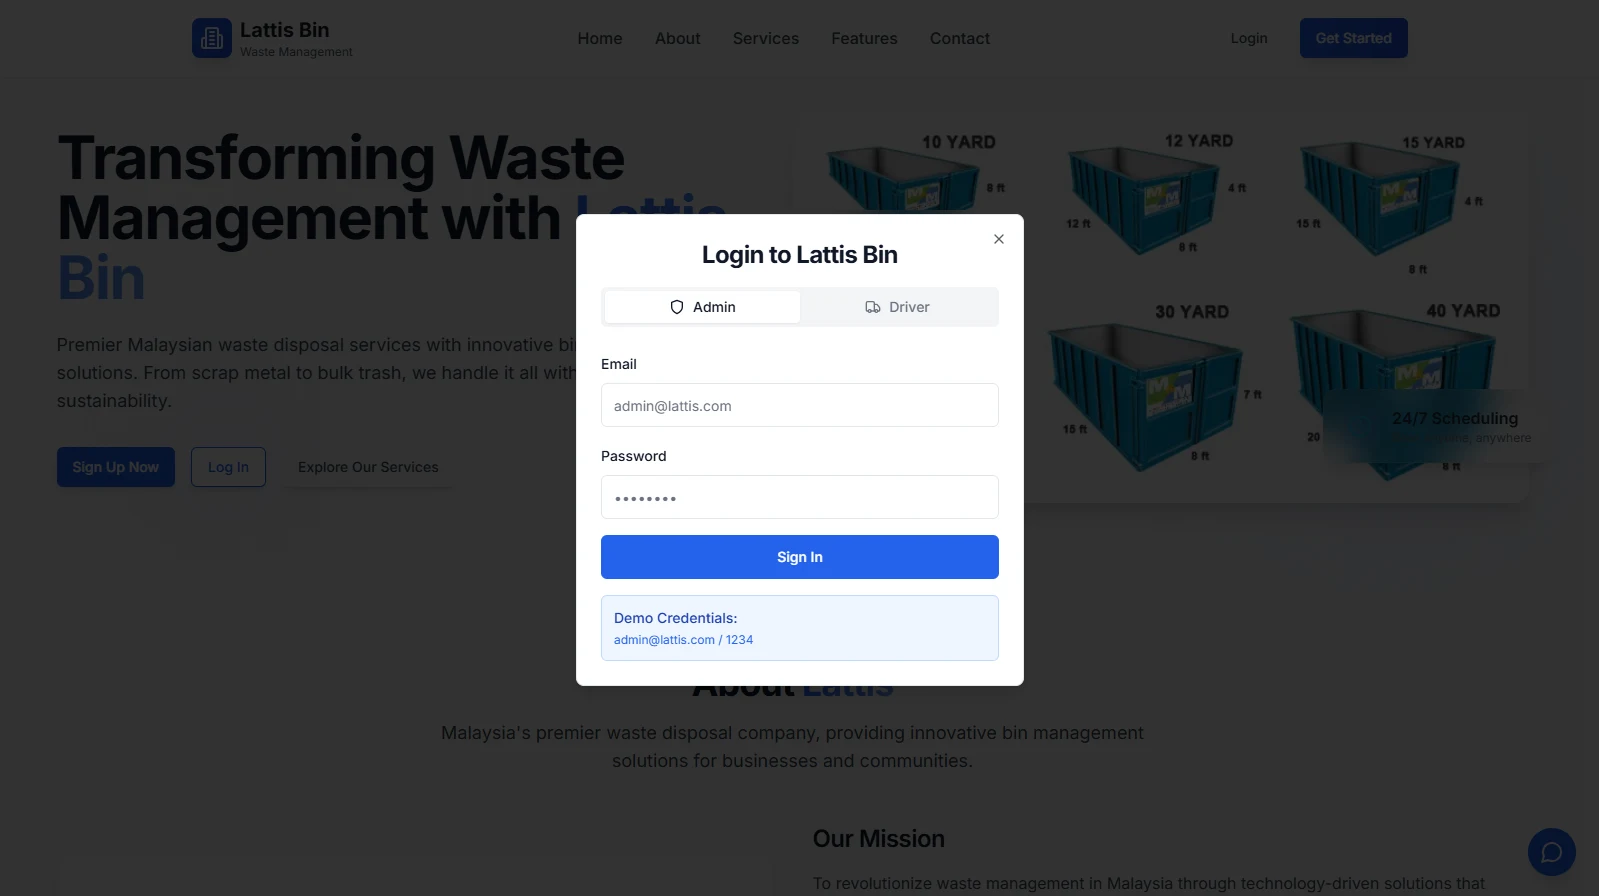 Lattis Bin
Waste Management
Home
About
Services
Features
Contact
Login
Get Started
Transforming Waste
Management with Lattis
Bin
Premier Malaysian waste disposal services with innovative bi
solutions. From scrap metal to bulk trash, we handle it all with
sustainability.
Sign Up Now
Log In
Explore Our Services
10 YARD
8 ft
12 YARD
4 ft
12 ft
8 ft
15 YARD
4 ft
15 ft
8 ft
30 YARD
7 ft
15 ft
8 ft
40 YARD
20
8 ft
24/7 Scheduling
anywhere
Login to Lattis Bin
Admin
Driver
Email
admin@lattis.com
Password
••••••••
Sign In
Demo Credentials:
admin@lattis.com / 1234
About Lattis
Malaysia's premier waste disposal company, providing innovative bin management
solutions for businesses and communities.
Our Mission
To revolutionize waste management in Malaysia through technology-driven solutions that